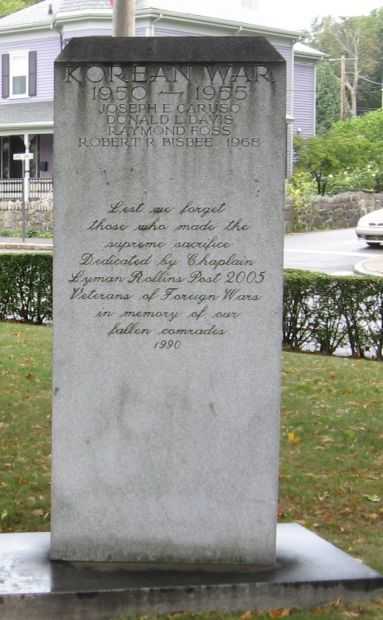 KOREAN WAR
1950 — 1955
JOSEPH E. CARUSO
DONALD L. DAVIS
RAYMOND FOSS
ROBERT R. BISBEE 1968
Lest we forget
those who made the
supreme sacrifice
Dedicated by Chaplain
Lyman Rollins Post 2005
Veterans of Foreign Wars
in memory of our
fallen comrades
1990